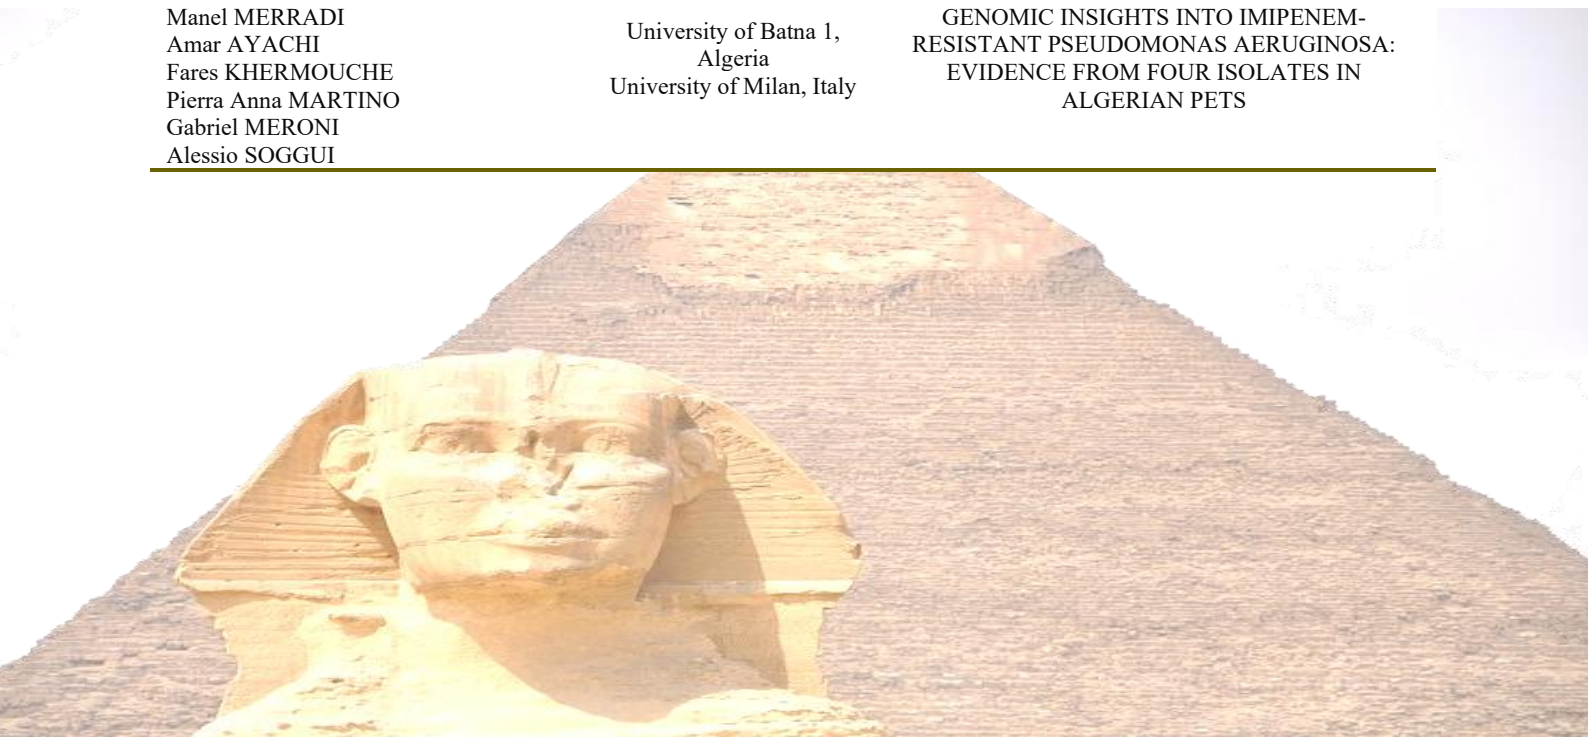 Manel MERRADI
Amar AYACHI
Fares KHERMOUCHE
Pierra Anna MARTINO
Gabriel MERONI
Alessio SOGGUI
University of Batna 1,
Algeria
University of Milan, Italy
GENOMIC INSIGHTS INTO IMIPENEM-
RESISTANT PSEUDOMONAS AERUGINOSA:
EVIDENCE FROM FOUR ISOLATES IN
ALGERIAN PETS